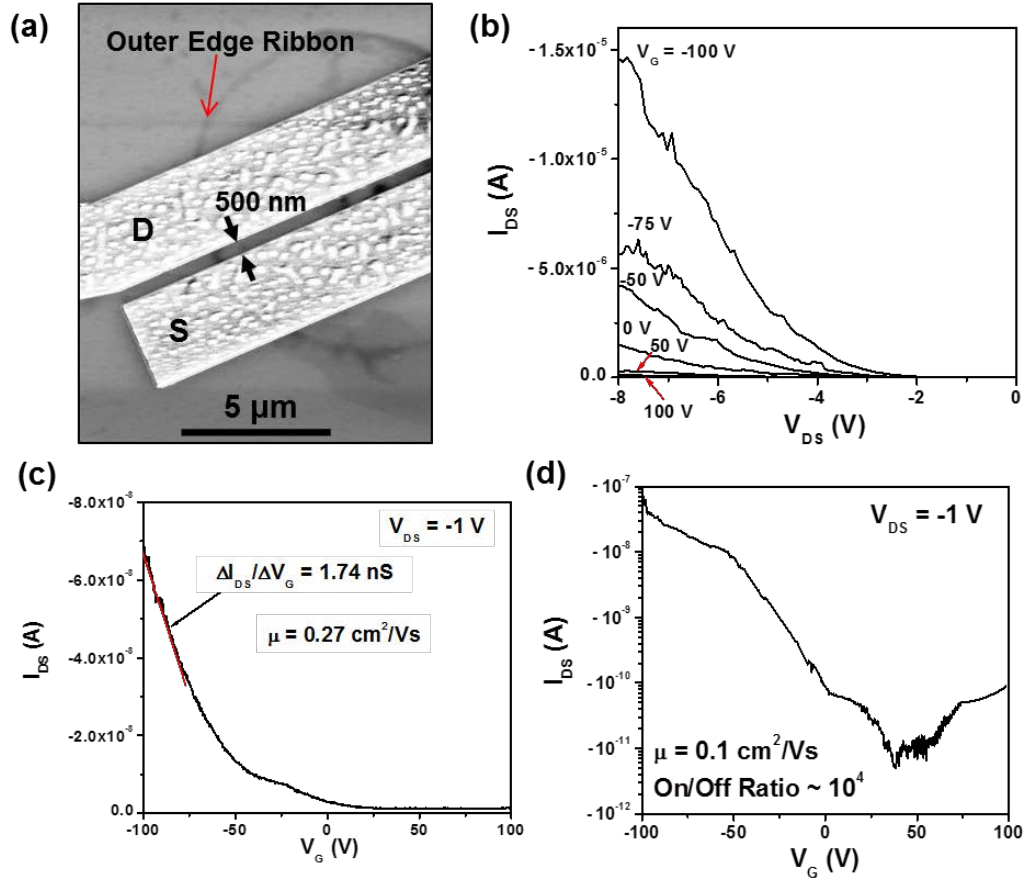 (a)
Outer Edge Ribbon
500 nm
D
S
5 μm
(b)
-1.5x10⁻⁵
-1.0x10⁻⁵
-5.0x10⁻⁶
0.0
I_DS (A)
V_G = -100 V
-75 V
-50 V
0 V
50 V
100 V
-8 -6 -4 -2 0
V_DS (V)
(c)
-8.0x10⁻⁸
-6.0x10⁻⁸
-4.0x10⁻⁸
-2.0x10⁻⁸
0.0
I_DS (A)
V_DS = -1 V
ΔI_DS/ΔV_G = 1.74 nS
μ = 0.27 cm²/Vs
-100 -50 0 50 100
V_G (V)
(d)
-10⁻⁷
-10⁻⁸
-10⁻⁹
-10⁻¹⁰
-10⁻¹¹
-10⁻¹²
I_DS (A)
V_DS = -1 V
μ = 0.1 cm²/Vs
On/Off Ratio ~ 10⁴
-100 -50 0 50 100
V_G (V)